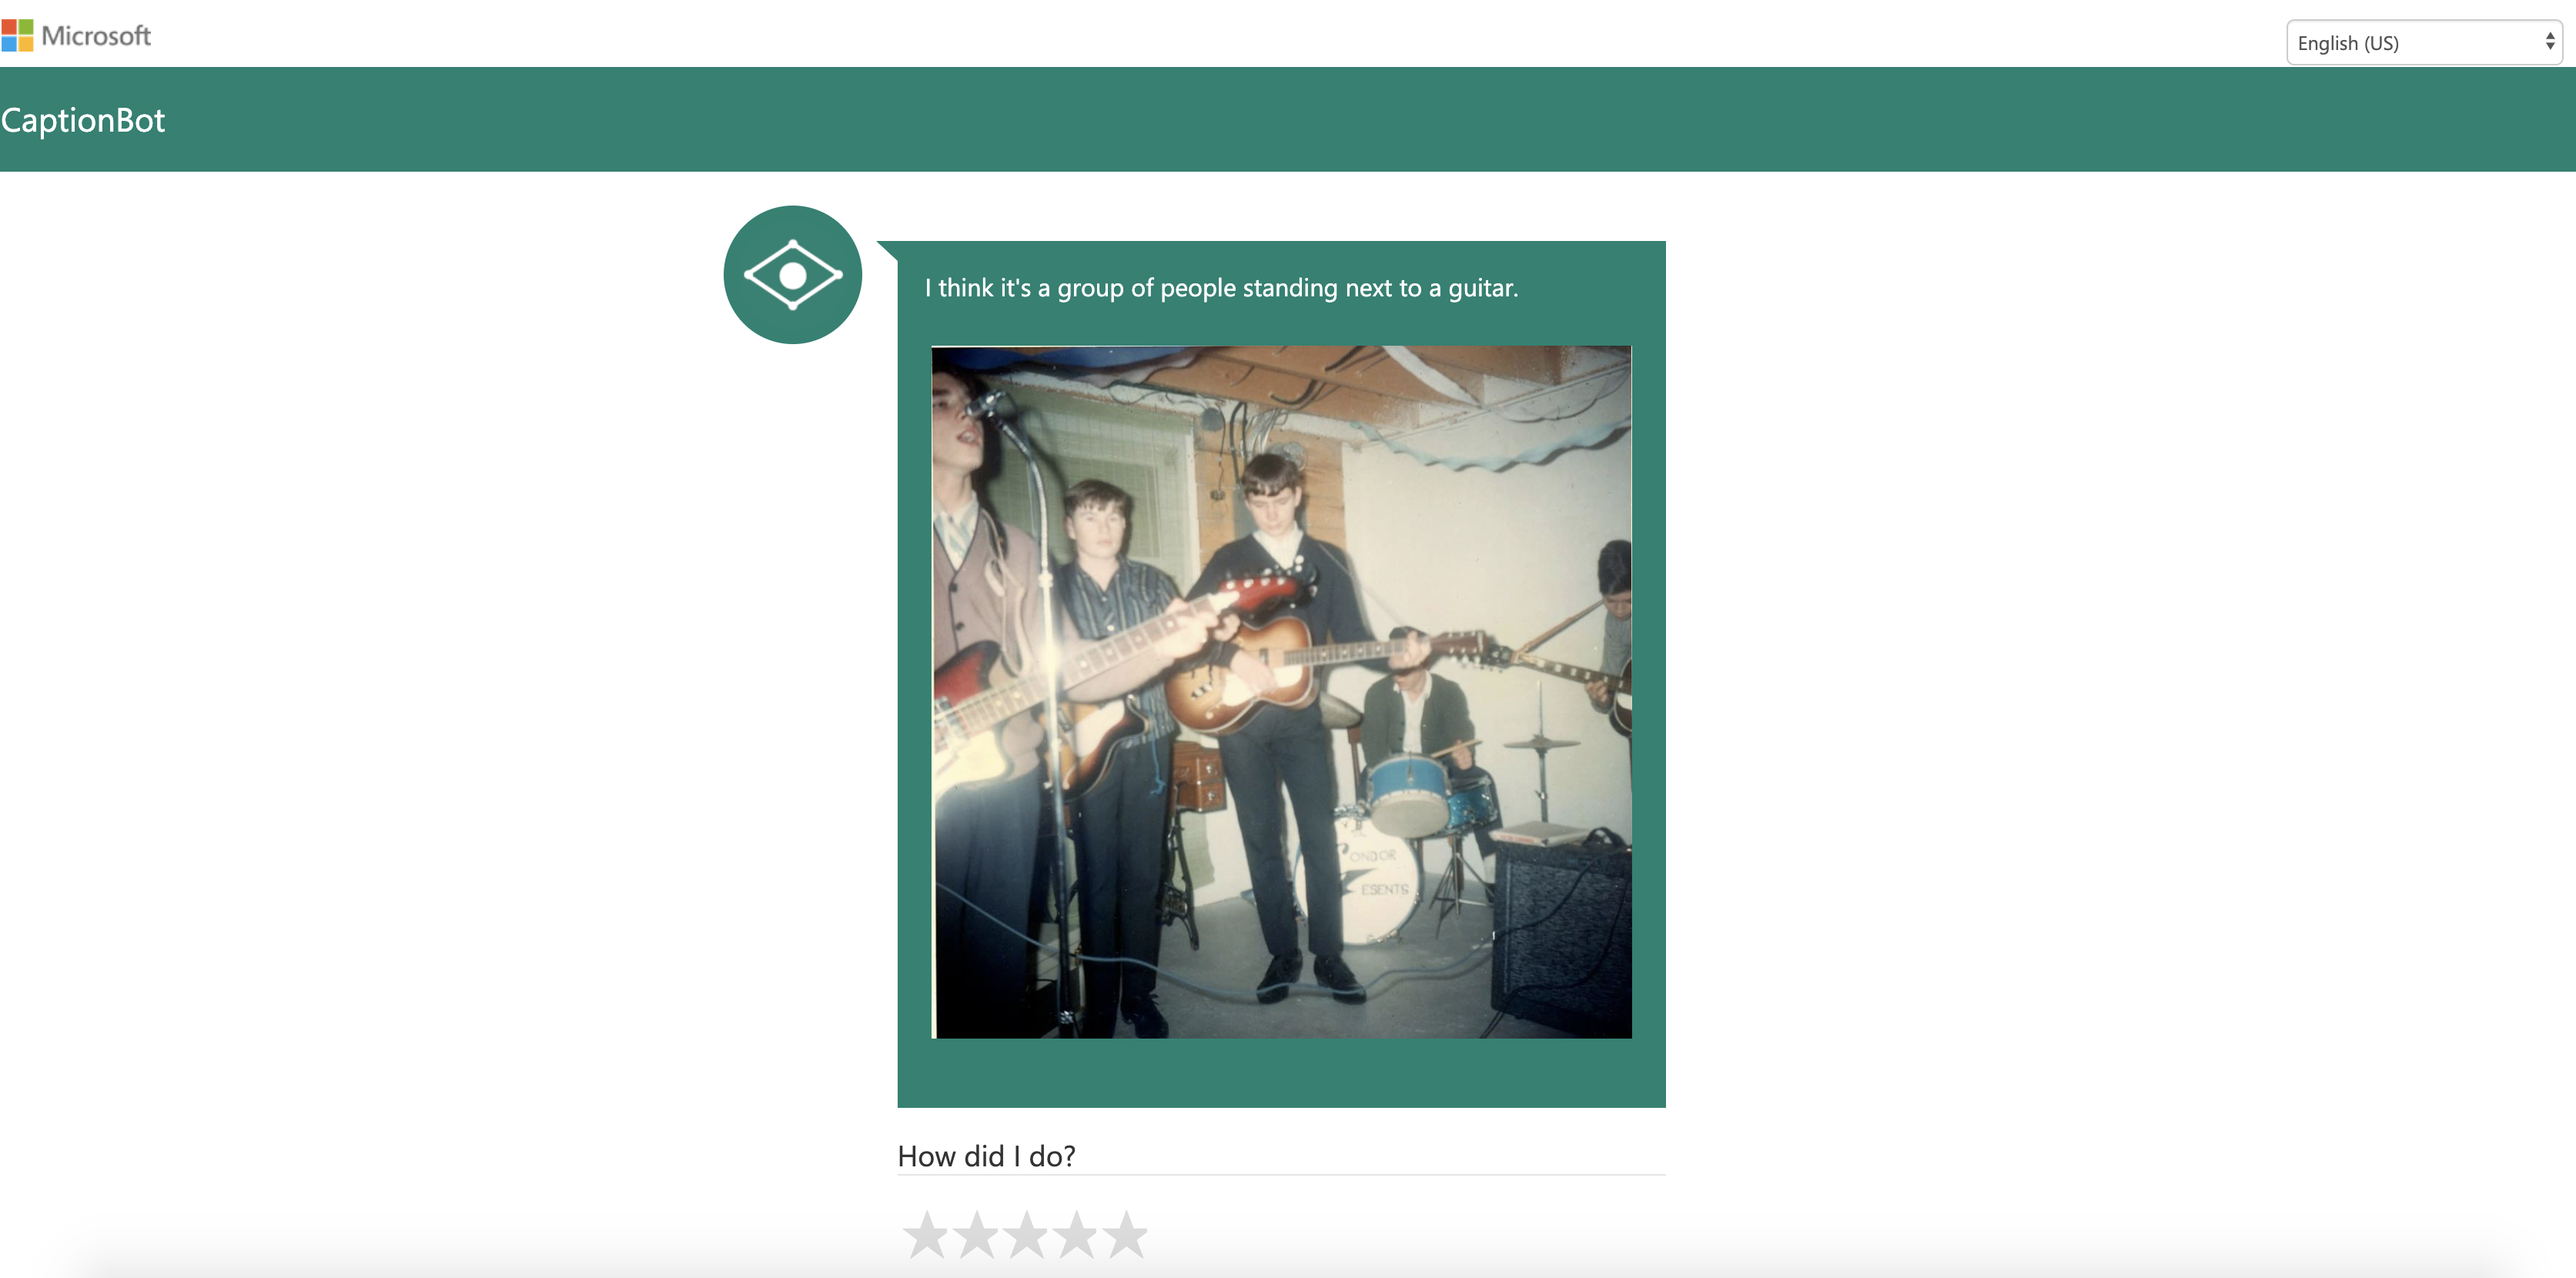 Microsoft
English (US)
CaptionBot
I think it's a group of people standing next to a guitar.
ONDOR
ESENTS
How did I do?